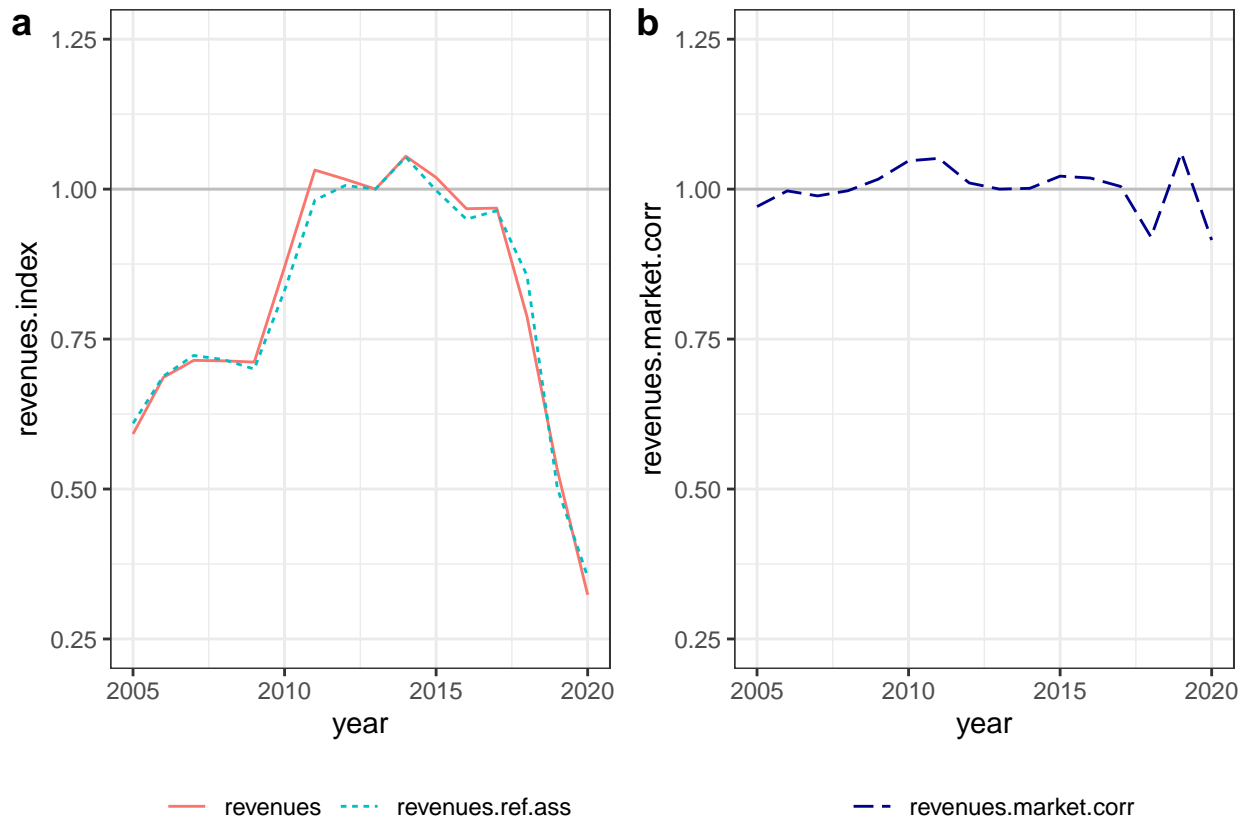 a
1.25
1.00
0.75
0.50
0.25
revenues.index
2005 2010 2015 2020
year
revenues revenues.ref.ass
b
1.25
1.00
0.75
0.50
0.25
revenues.market.corr
2005 2010 2015 2020
year
revenues.market.corr